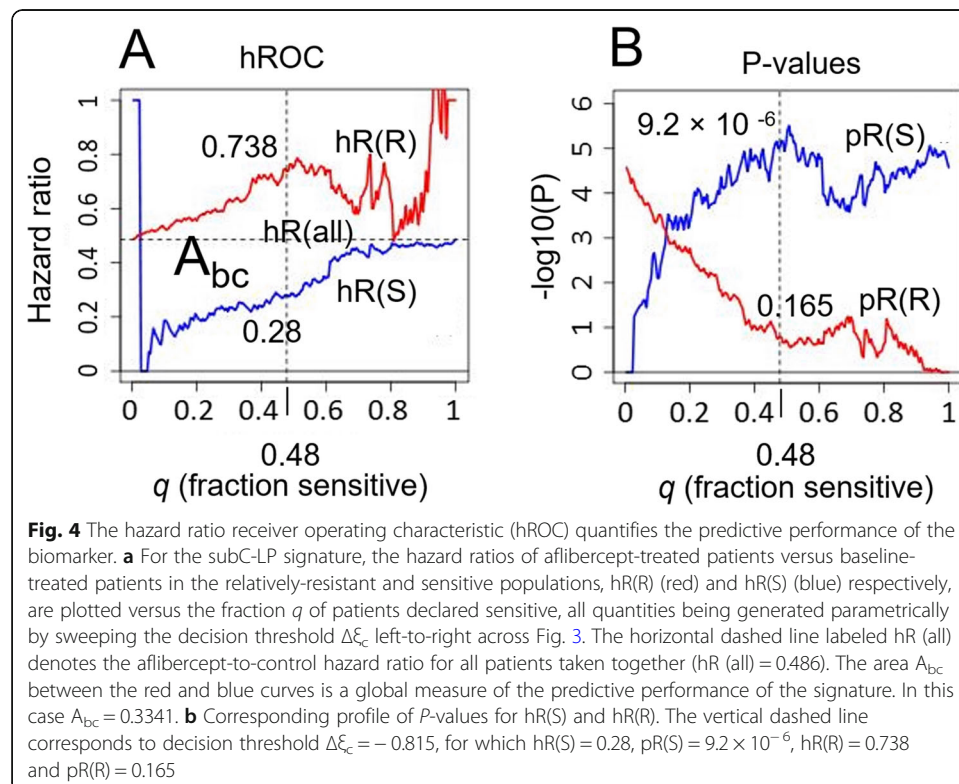 A
hROC
Hazard ratio
1
0.8
0.6
0.4
0.2
0
0.738
hR(R)
hR(all)
Abc
hR(S)
0.28
0 0.2 0.4 0.6 0.8 1
0.48
q (fraction sensitive)
B
P-values
-log10(P)
6
5
4
3
2
1
0
9.2 × 10 -6
pR(S)
0.165
pR(R)
0 0.2 0.4 0.6 0.8 1
0.48
q (fraction sensitive)
Fig. 4 The hazard ratio receiver operating characteristic (hROC) quantifies the predictive performance of the
biomarker. a For the subC-LP signature, the hazard ratios of aflibercept-treated patients versus baseline-
treated patients in the relatively-resistant and sensitive populations, hR(R) (red) and hR(S) (blue) respectively,
are plotted versus the fraction q of patients declared sensitive, all quantities being generated parametrically
by sweeping the decision threshold Δξc left-to-right across Fig. 3. The horizontal dashed line labeled hR (all)
denotes the aflibercept-to-control hazard ratio for all patients taken together (hR (all) = 0.486). The area Abc
between the red and blue curves is a global measure of the predictive performance of the signature. In this
case Abc = 0.3341. b Corresponding profile of P-values for hR(S) and hR(R). The vertical dashed line
corresponds to decision threshold Δξc = − 0.815, for which hR(S) = 0.28, pR(S) = 9.2 × 10− 6, hR(R) = 0.738
and pR(R) = 0.165